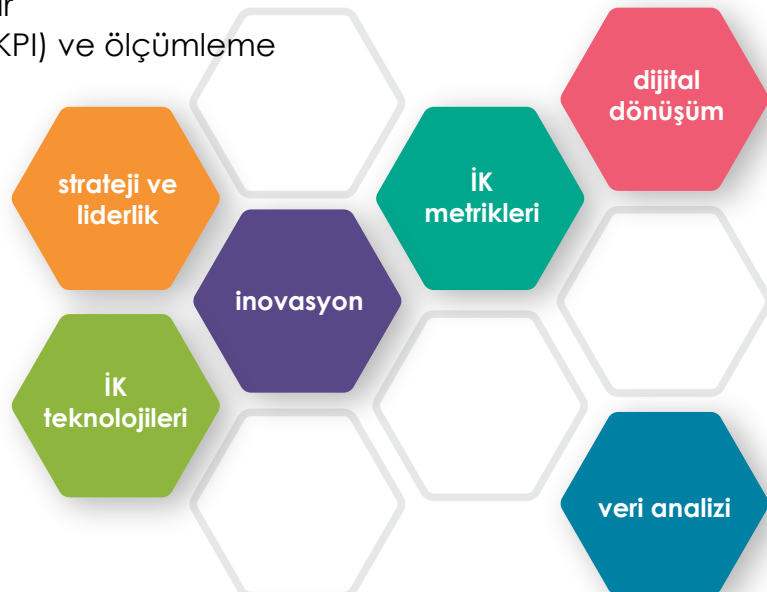 KPI) ve ölçümleme
dijital
dönüşüm
strateji ve
liderlik
İK
metrikleri
inovasyon
İK
teknolojileri
veri analizi